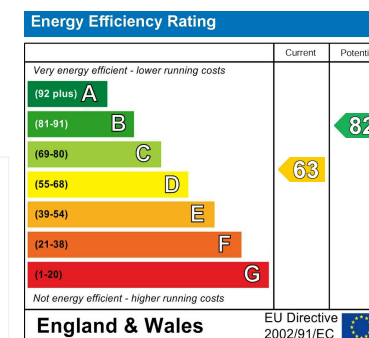 Energy Efficiency Rating
Current Potenti
Very energy efficient - lower running costs
(92 plus) A
(81-91) B
82
(69-80) C
63
(55-68) D
(39-54) E
(21-38) F
(1-20) G
Not energy efficient - higher running costs
England & Wales
EU Directive
2002/91/EC